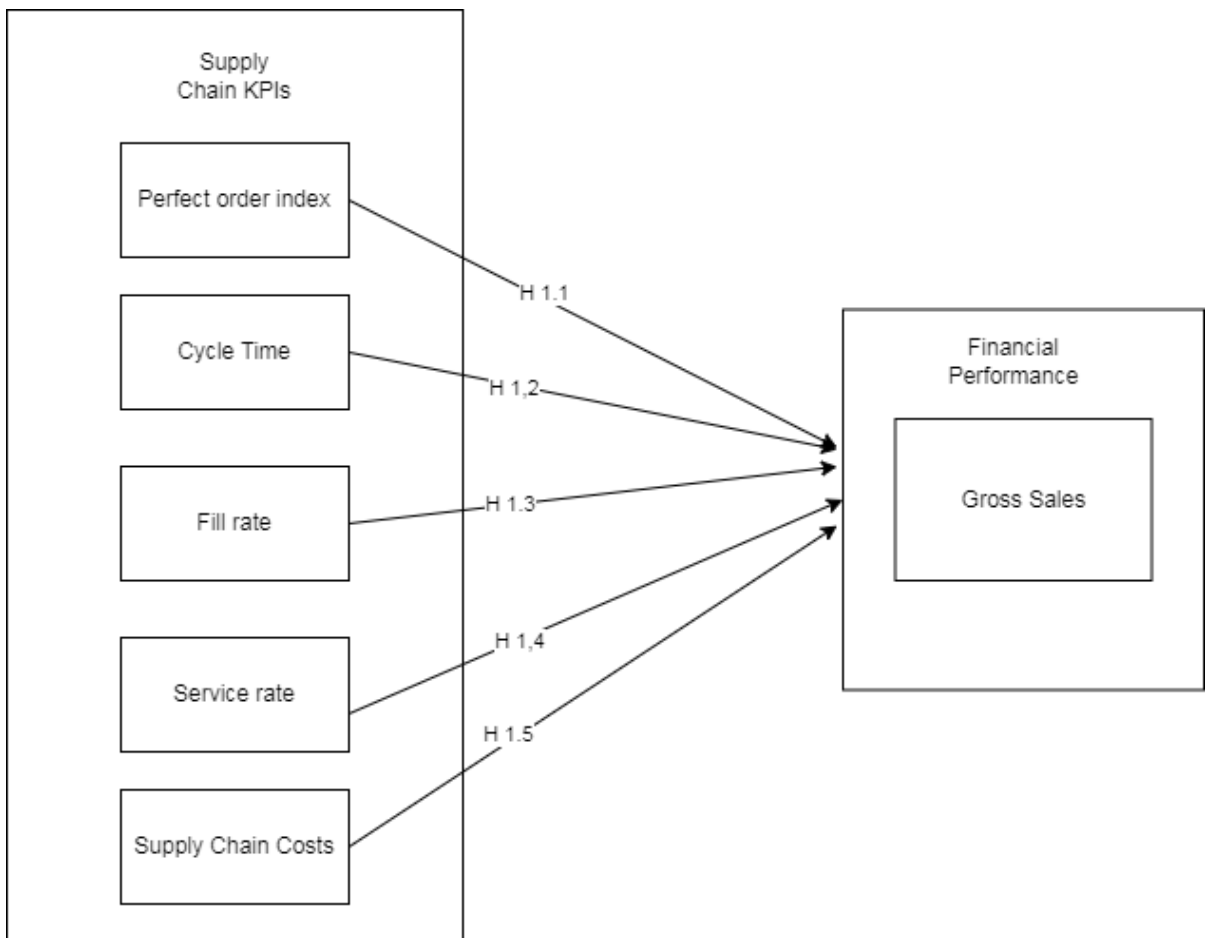 Supply
Chain KPIs
Perfect order index
H 1.1
Cycle Time
H 1,2
Fill rate
H 1.3
Service rate
H 1,4
Supply Chain Costs
H 1.5
Financial
Performance
Gross Sales